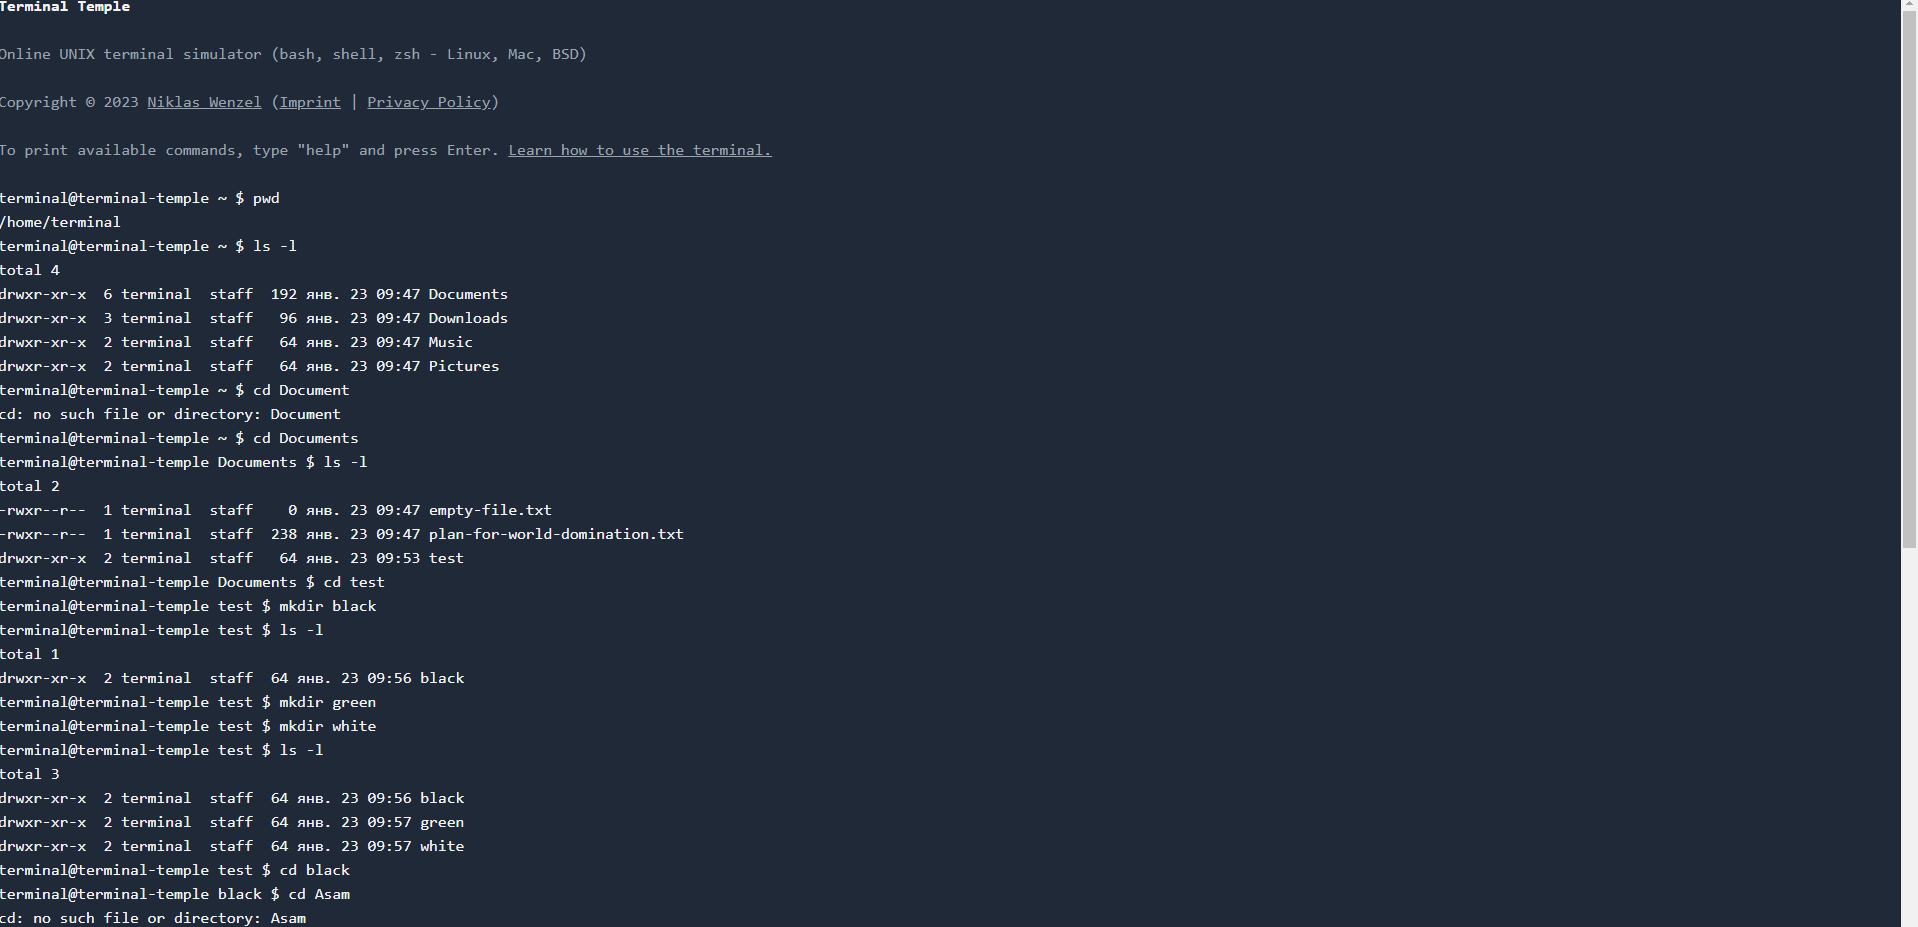 Terminal Temple
Online UNIX terminal simulator (bash, shell, zsh - Linux, Mac, BSD)
Copyright © 2023 Niklas Wenzel (Imprint | Privacy Policy)
To print available commands, type "help" and press Enter. Learn how to use the terminal.
terminal@terminal-temple ~ $ pwd
/home/terminal
terminal@terminal-temple ~ $ ls -l
total 4
drwxr-xr-x  6 terminal  staff  192 янв. 23 09:47 Documents
drwxr-xr-x  3 terminal  staff   96 янв. 23 09:47 Downloads
drwxr-xr-x  2 terminal  staff   64 янв. 23 09:47 Music
drwxr-xr-x  2 terminal  staff   64 янв. 23 09:47 Pictures
terminal@terminal-temple ~ $ cd Document
cd: no such file or directory: Document
terminal@terminal-temple ~ $ cd Documents
terminal@terminal-temple Documents $ ls -l
total 2
-rwxr--r--  1 terminal  staff    0 янв. 23 09:47 empty-file.txt
-rwxr--r--  1 terminal  staff  238 янв. 23 09:47 plan-for-world-domination.txt
drwxr-xr-x  2 terminal  staff   64 янв. 23 09:53 test
terminal@terminal-temple Documents $ cd test
terminal@terminal-temple test $ mkdir black
terminal@terminal-temple test $ ls -l
total 1
drwxr-xr-x  2 terminal  staff  64 янв. 23 09:56 black
terminal@terminal-temple test $ mkdir green
terminal@terminal-temple test $ mkdir white
terminal@terminal-temple test $ ls -l
total 3
drwxr-xr-x  2 terminal  staff  64 янв. 23 09:56 black
drwxr-xr-x  2 terminal  staff  64 янв. 23 09:57 green
drwxr-xr-x  2 terminal  staff  64 янв. 23 09:57 white
terminal@terminal-temple test $ cd black
terminal@terminal-temple black $ cd Asam
cd: no such file or directory: Asam